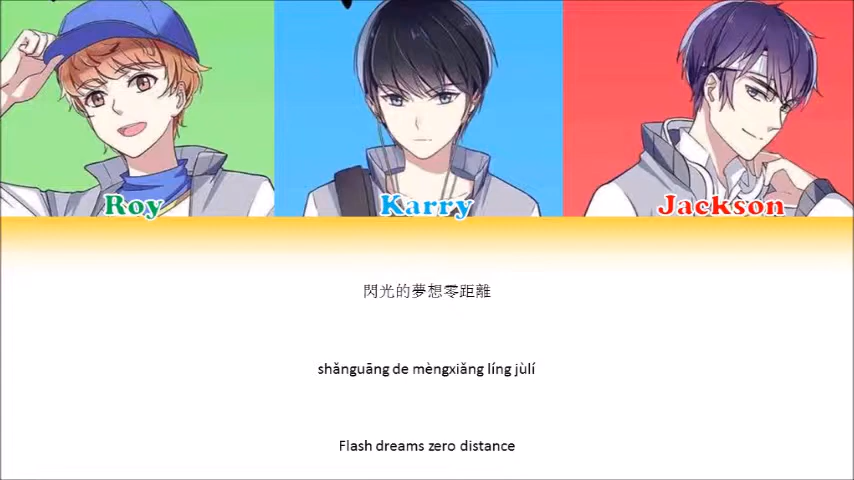 Roy Karry Jackson
閃光的夢想零距離
shǎnguāng de mèngxiǎng líng jùlí
Flash dreams zero distance